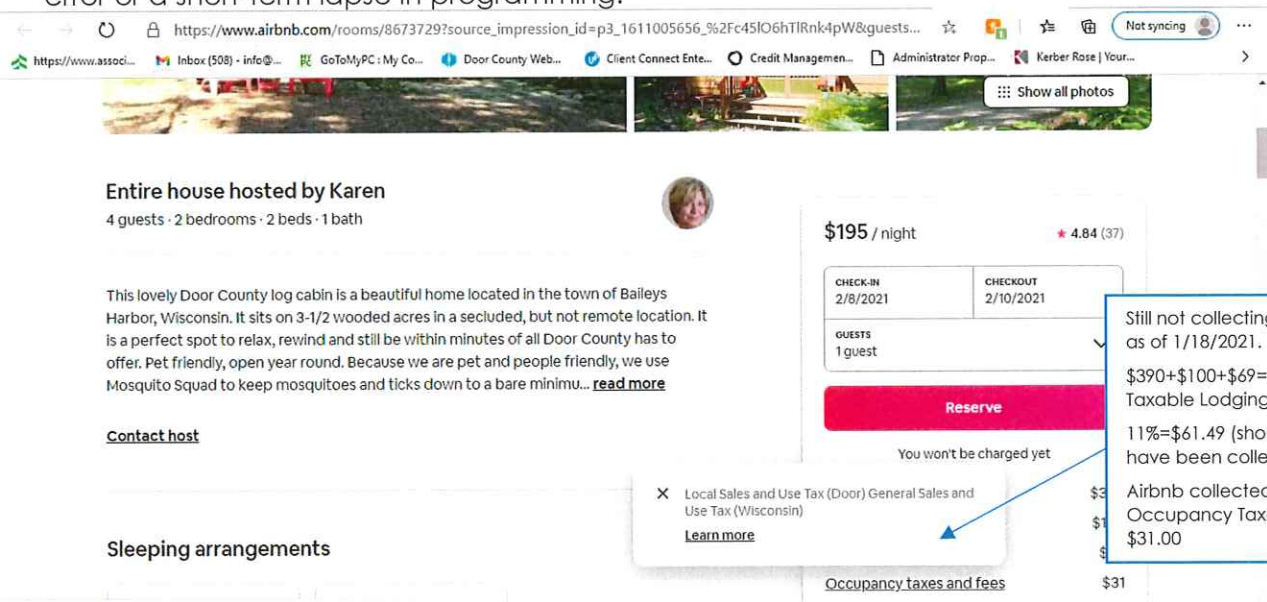 error or a short-term lapse in programming.
https://www.airbnb.com/rooms/8673729?source_impression_id=p3_1611005656_%2Fc45lO6hTlRnk4pW&guests...
Not syncing
https://www.associ...
Inbox (508) - info@...
GoToMyPC : My Co...
Door County Web...
Client Connect Ente...
Credit Managemen...
Administrator Prop...
Kerber Rose | Your...
Show all photos
Entire house hosted by Karen
4 guests · 2 bedrooms · 2 beds · 1 bath
This lovely Door County log cabin is a beautiful home located in the town of Baileys
Harbor, Wisconsin. It sits on 3-1/2 wooded acres in a secluded, but not remote location. It
is a perfect spot to relax, rewind and still be within minutes of all Door County has to
offer. Pet friendly, open year round. Because we are pet and people friendly, we use
Mosquito Squad to keep mosquitoes and ticks down to a bare minimu... read more
Contact host
Sleeping arrangements
$195 / night
★ 4.84 (37)
CHECK-IN
2/8/2021
CHECKOUT
2/10/2021
GUESTS
1 guest
Reserve
You won't be charged yet
Local Sales and Use Tax (Door) General Sales and
Use Tax (Wisconsin)
Learn more
Occupancy taxes and fees
$31
Still not collecting
as of 1/18/2021.
$390+$100+$69=
Taxable Lodging
11%=$61.49 (sho
have been colle
Airbnb collected
Occupancy Tax
$31.00